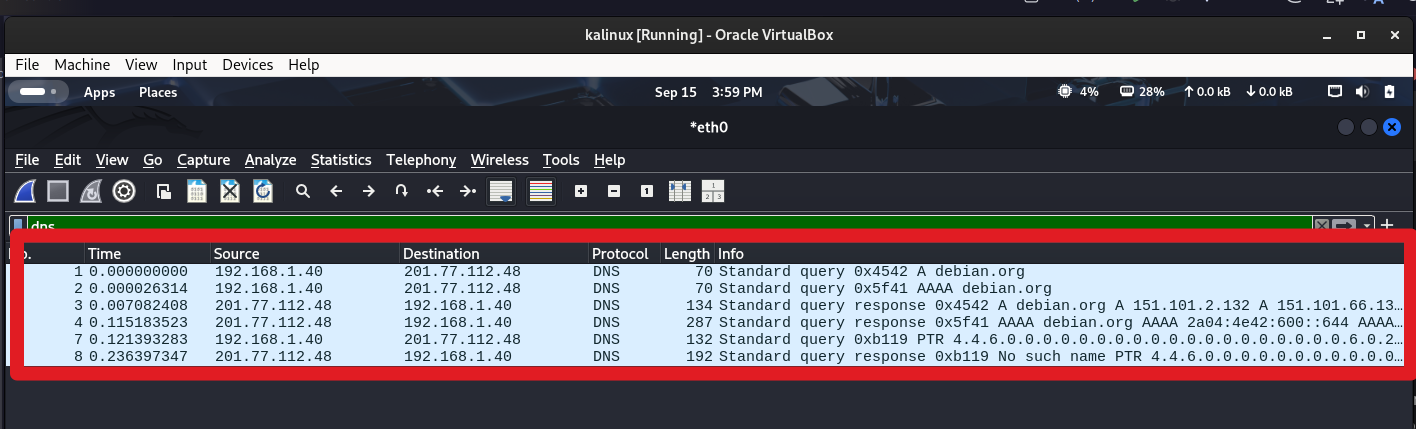 kalinux [Running] - Oracle VirtualBox
File Machine View Input Devices Help
Apps Places Sep 15 3:59 PM 4% 28% 0.0 kB 0.0 kB
*eth0
File Edit View Go Capture Analyze Statistics Telephony Wireless Tools Help
dns
Time Source Destination Protocol Length Info
1 0.000000000 192.168.1.40 201.77.112.48 DNS 70 Standard query 0x4542 A debian.org
2 0.000026314 192.168.1.40 201.77.112.48 DNS 70 Standard query 0x5f41 AAAA debian.org
3 0.007082408 201.77.112.48 192.168.1.40 DNS 134 Standard query response 0x4542 A debian.org A 151.101.2.132 A 151.101.66.13…
4 0.115183523 201.77.112.48 192.168.1.40 DNS 287 Standard query response 0x5f41 AAAA debian.org AAAA 2a04:4e42:600::644 AAAA…
7 0.121393283 192.168.1.40 201.77.112.48 DNS 132 Standard query 0xb119 PTR 4.4.6.0.0.0.0.0.0.0.0.0.0.0.0.0.0.0.0.0.6.0.2…
8 0.236397347 201.77.112.48 192.168.1.40 DNS 192 Standard query response 0xb119 No such name PTR 4.4.6.0.0.0.0.0.0.0.0.0.0.0…